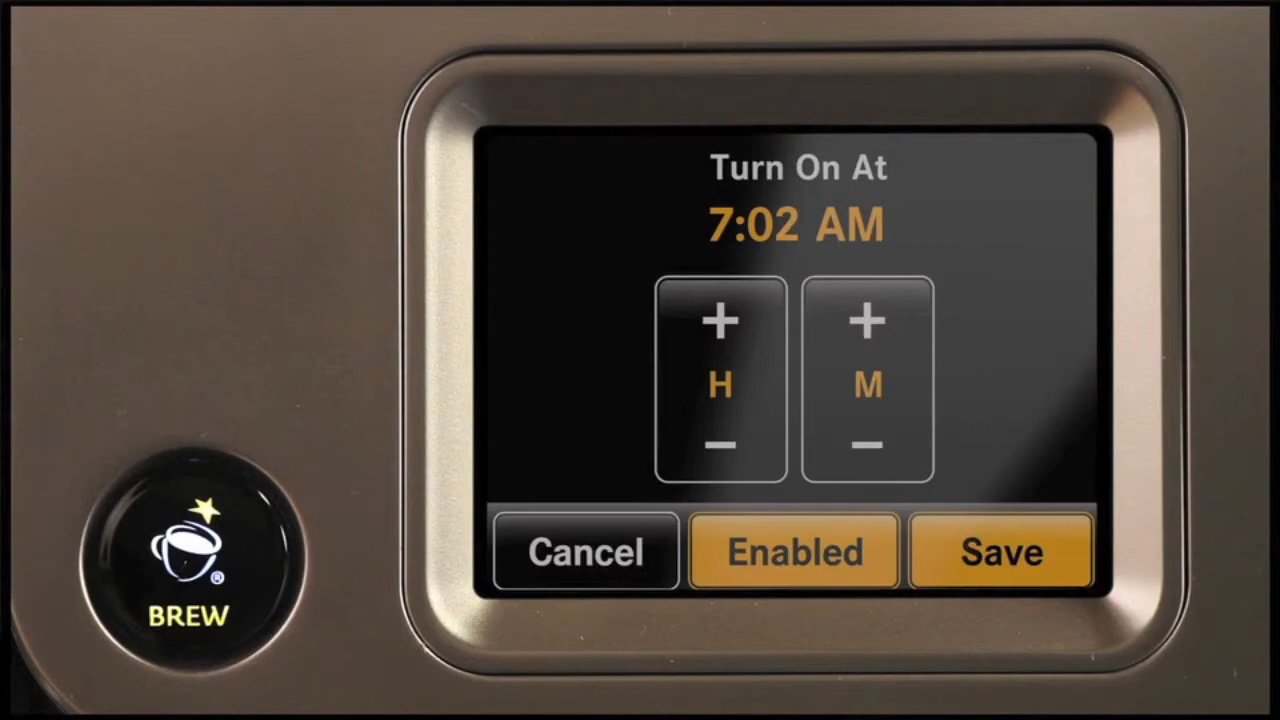 Turn On At
7:02 AM
+ +
H M
− −
Cancel Enabled Save
®
BREW